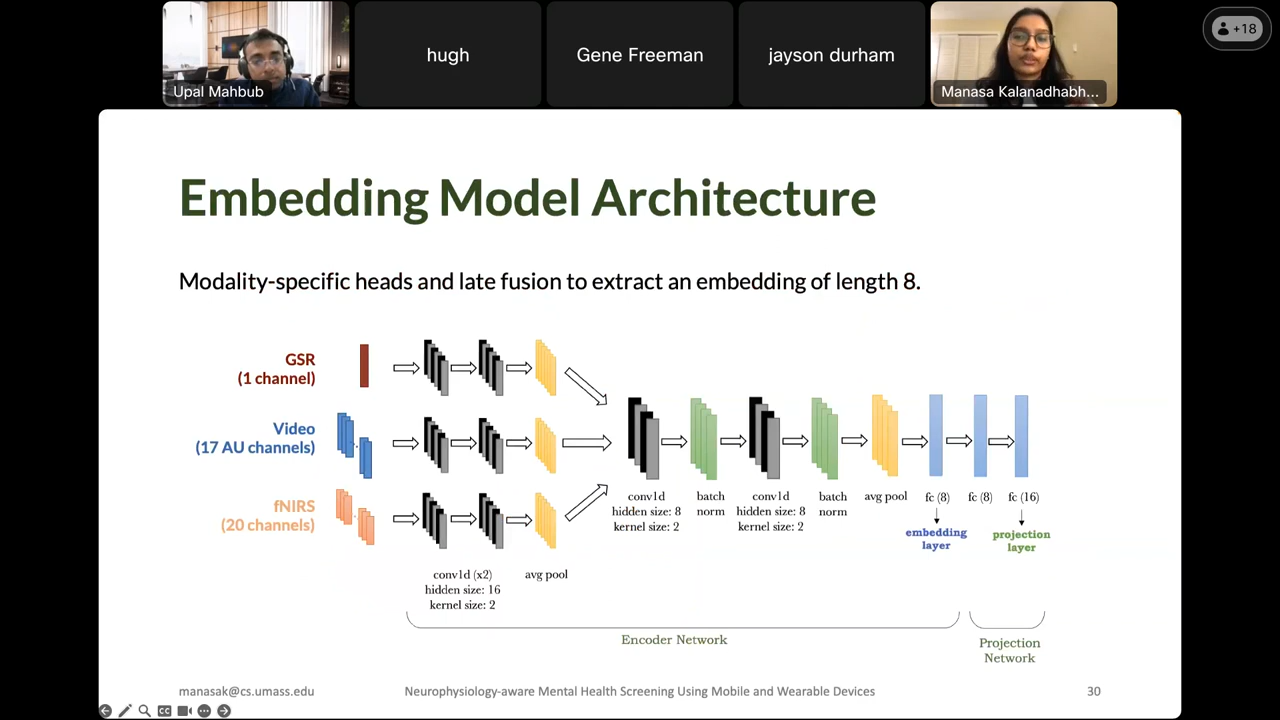 +18
hugh
Gene Freeman
jayson durham
Upal Mahbub
Manasa Kalanadhabh...
Embedding Model Architecture
Modality-specific heads and late fusion to extract an embedding of length 8.
GSR
(1 channel)
Video
(17 AU channels)
fNIRS
(20 channels)
conv1d (x2)
hidden size: 16
kernel size: 2
avg pool
conv1d
hidden size: 8
kernel size: 2
batch
norm
conv1d
hidden size: 8
kernel size: 2
batch
norm
avg pool
fc (8)
fc (8)
fc (16)
embedding
layer
projection
layer
Encoder Network
Projection
Network
manasak@cs.umass.edu
Neurophysiology-aware Mental Health Screening Using Mobile and Wearable Devices
30
CC